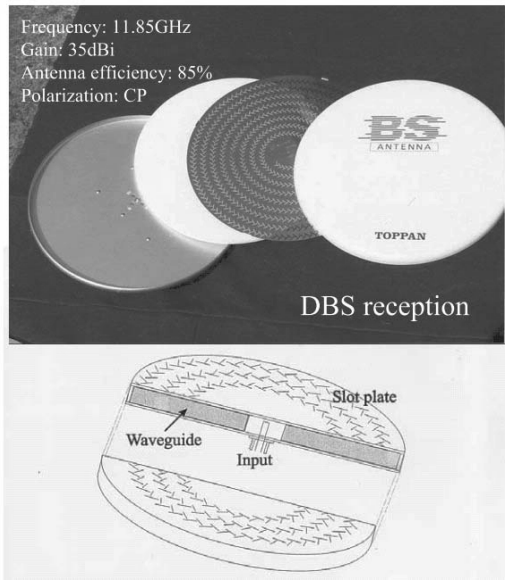 Frequency: 11.85GHz
Gain: 35dBi
Antenna efficiency: 85%
Polarization: CP
BS
ANTENNA
TOPPAN
DBS reception
Slot plate
Waveguide
Input